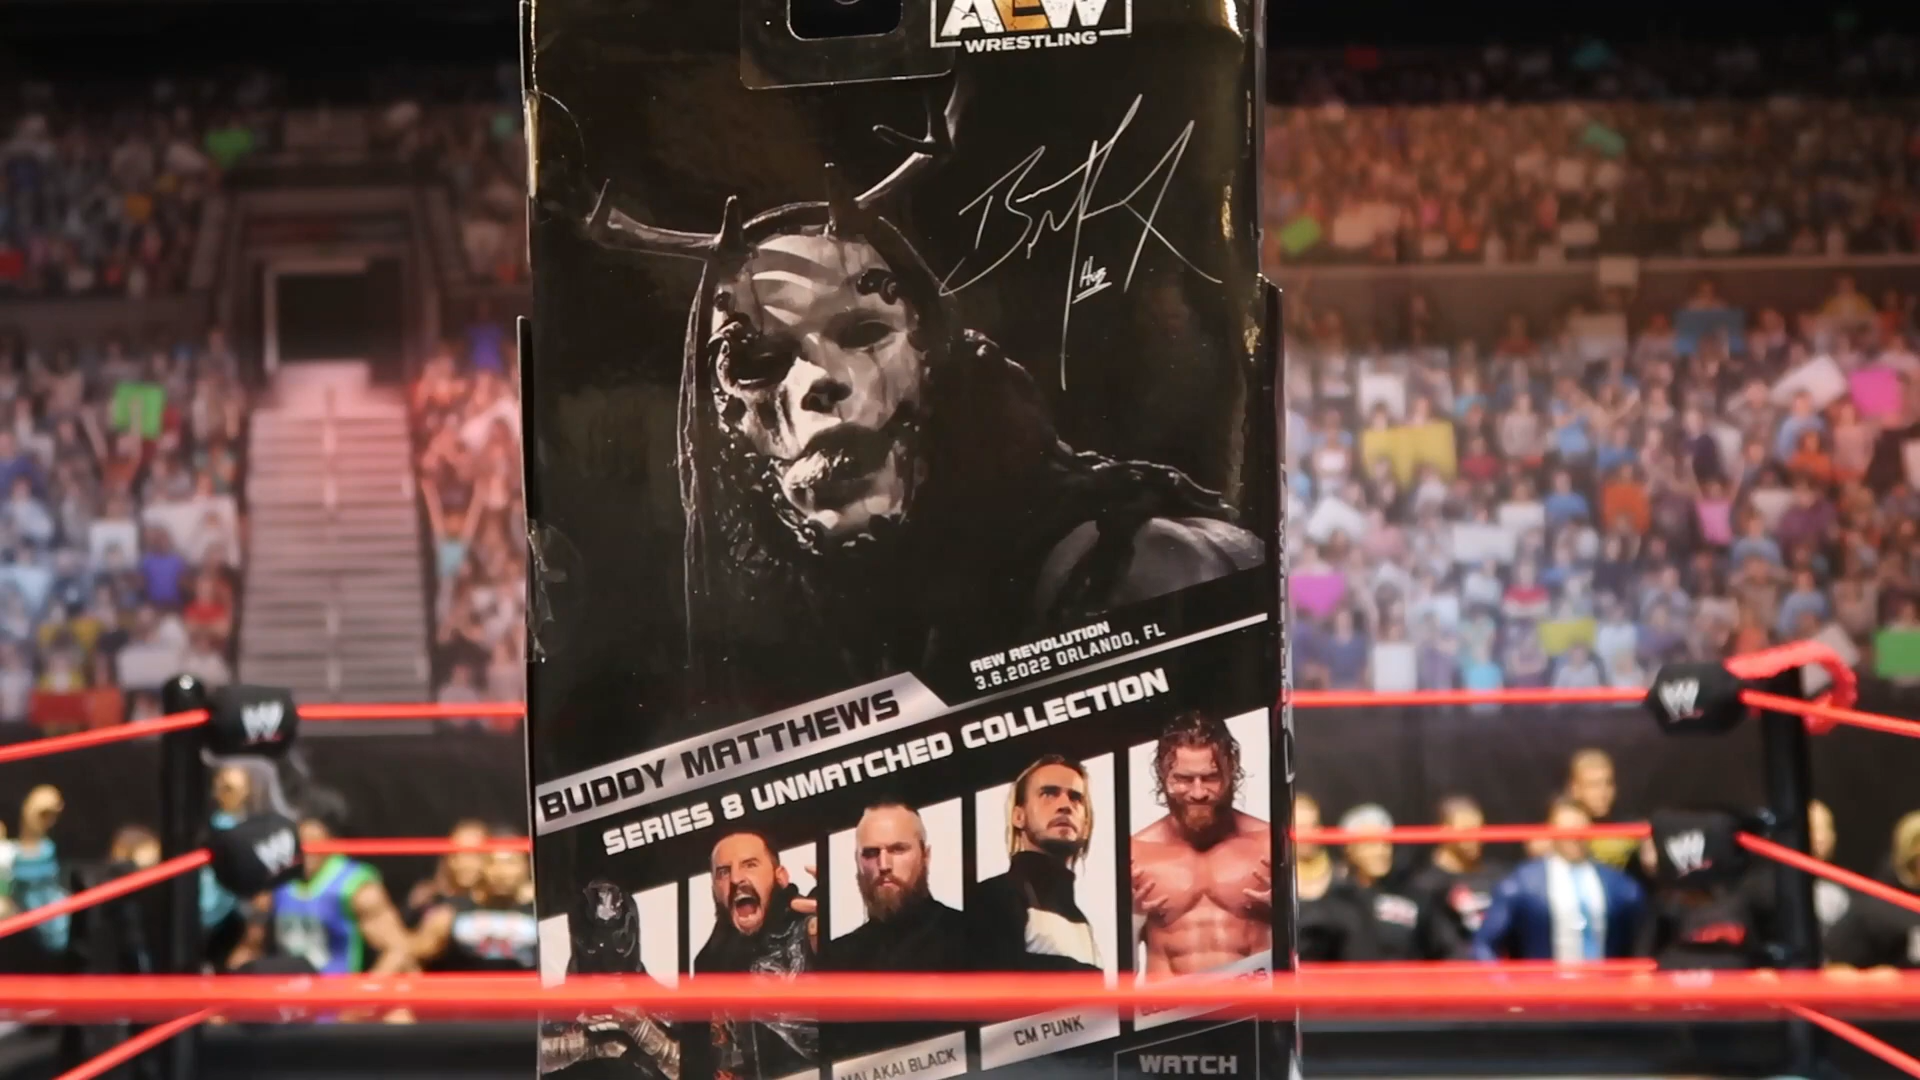 AEW
WRESTLING
AEW REVOLUTION
3.6.2022 ORLANDO, FL
BUDDY MATTHEWS
SERIES 8 UNMATCHED COLLECTION
CM PUNK
MALAKAI BLACK
WATCH
W
W
W
W